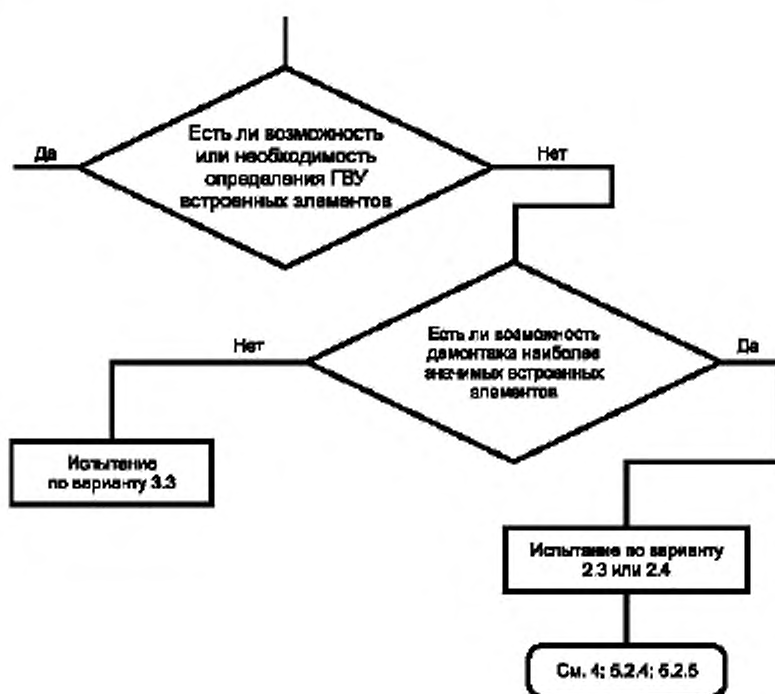 Есть ли возможность
или необходимость
определения ГВУ
встроенных элементов
Да
Нет
Есть ли возможность
демонтажа наиболее
значимых встроенных
элементов
Нет
Да
Испытание
по варианту 3.3
Испытание по варианту
2.3 или 2.4
См. 4; 5.2.4; 5.2.5